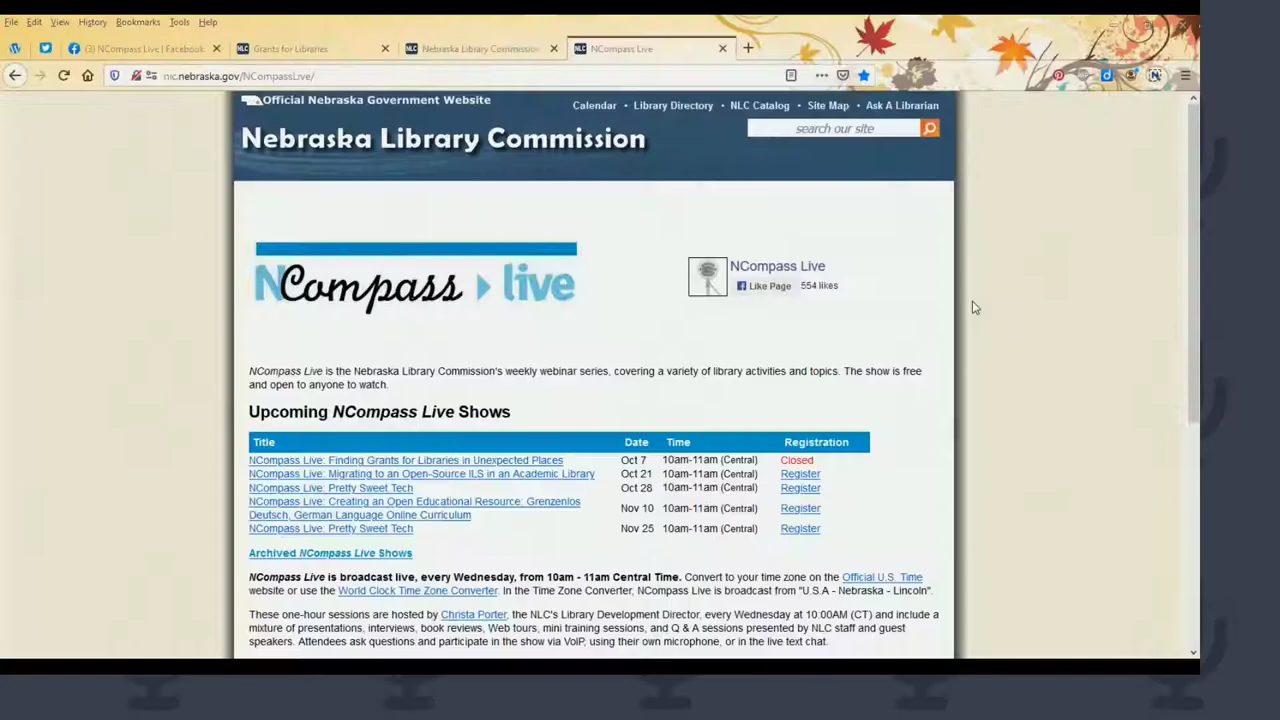 File Edit View History Bookmarks Tools Help
(3) NCompass Live | Facebook
NLC Grants for Libraries
NLC Nebraska Library Commission
NLC NCompass Live
nlc.nebraska.gov/NCompassLive/
Official Nebraska Government Website
Calendar • Library Directory • NLC Catalog • Site Map • Ask A Librarian
Nebraska Library Commission
search our site
NCompass live
NCompass Live
Like Page 554 likes
NCompass Live is the Nebraska Library Commission's weekly webinar series, covering a variety of library activities and topics. The show is free
and open to anyone to watch.
Upcoming NCompass Live Shows
Title Date Time Registration
NCompass Live: Finding Grants for Libraries in Unexpected Places Oct 7 10am-11am (Central) Closed
NCompass Live: Migrating to an Open-Source ILS in an Academic Library Oct 21 10am-11am (Central) Register
NCompass Live: Pretty Sweet Tech Oct 28 10am-11am (Central) Register
NCompass Live: Creating an Open Educational Resource: Grenzenlos
Deutsch, German Language Online Curriculum Nov 10 10am-11am (Central) Register
NCompass Live: Pretty Sweet Tech Nov 25 10am-11am (Central) Register
Archived NCompass Live Shows
NCompass Live is broadcast live, every Wednesday, from 10am - 11am Central Time. Convert to your time zone on the Official U.S. Time
website or use the World Clock Time Zone Converter. In the Time Zone Converter, NCompass Live is broadcast from "U.S.A - Nebraska - Lincoln".
These one-hour sessions are hosted by Christa Porter, the NLC's Library Development Director, every Wednesday at 10:00AM (CT) and include a
mixture of presentations, interviews, book reviews, Web tours, mini training sessions, and Q & A sessions presented by NLC staff and guest
speakers. Attendees ask questions and participate in the show via VoIP, using their own microphone, or in the live text chat.